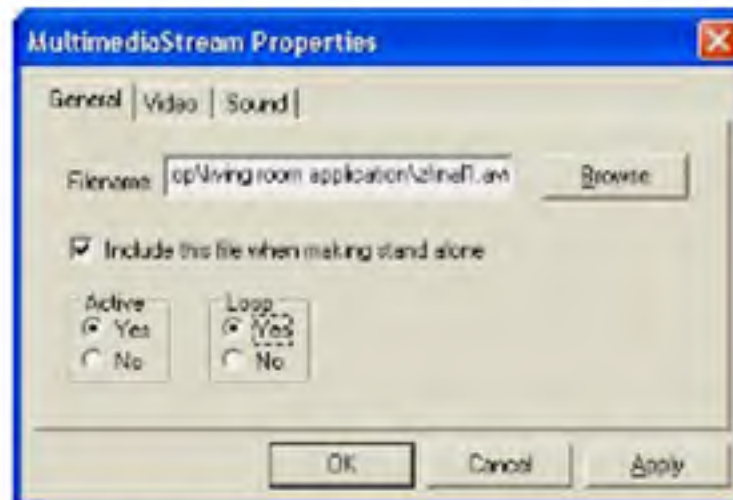 MultimediaStream Properties
General Video Sound
Filename op\living room application\zfinal1.avi Browse
Include this file when making stand alone
Active Loop
Yes Yes
No No
OK Cancel Apply